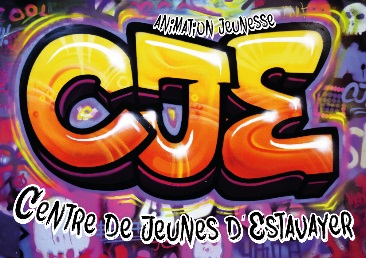 ANIMATION JEUNESSE
CJE
CENTRE DE JEUNES D'ESTAVAYER